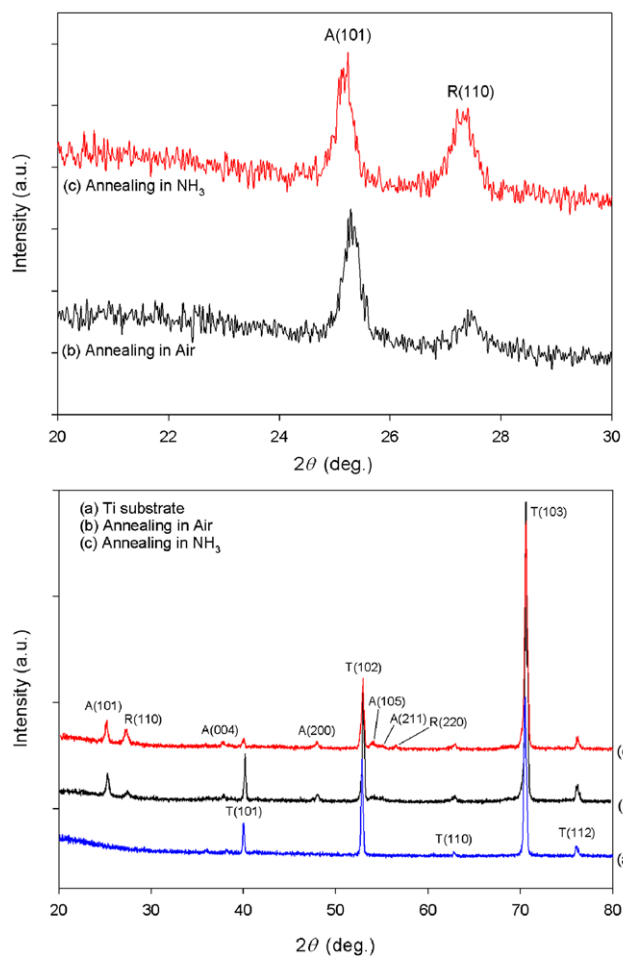 A(101)
R(110)
(c) Annealing in NH₃
(b) Annealing in Air
Intensity (a.u.)
20 22 24 26 28 30
2θ (deg.)
(a) Ti substrate
(b) Annealing in Air
(c) Annealing in NH₃
T(103)
T(102)
A(105)
A(101)
R(110)
A(004)
A(200)
A(211)
R(220)
(c
(
T(101)
T(110)
T(112)
(a
Intensity (a.u.)
20 30 40 50 60 70 80
2θ (deg.)